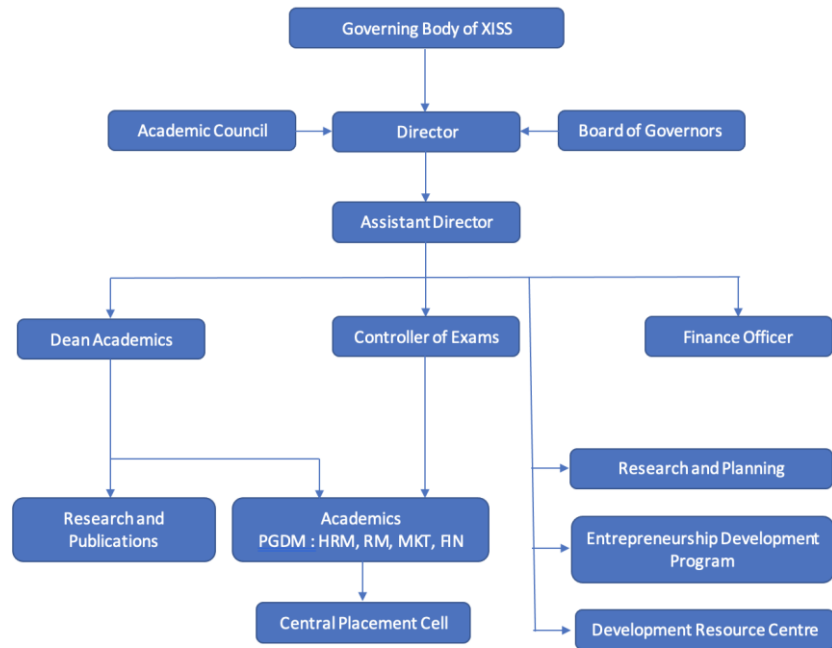 Governing Body of XISS
Academic Council
Director
Board of Governors
Assistant Director
Dean Academics
Controller of Exams
Finance Officer
Research and Planning
Research and
Publications
Academics
PGDM : HRM, RM, MKT, FIN
Entrepreneurship Development
Program
Central Placement Cell
Development Resource Centre